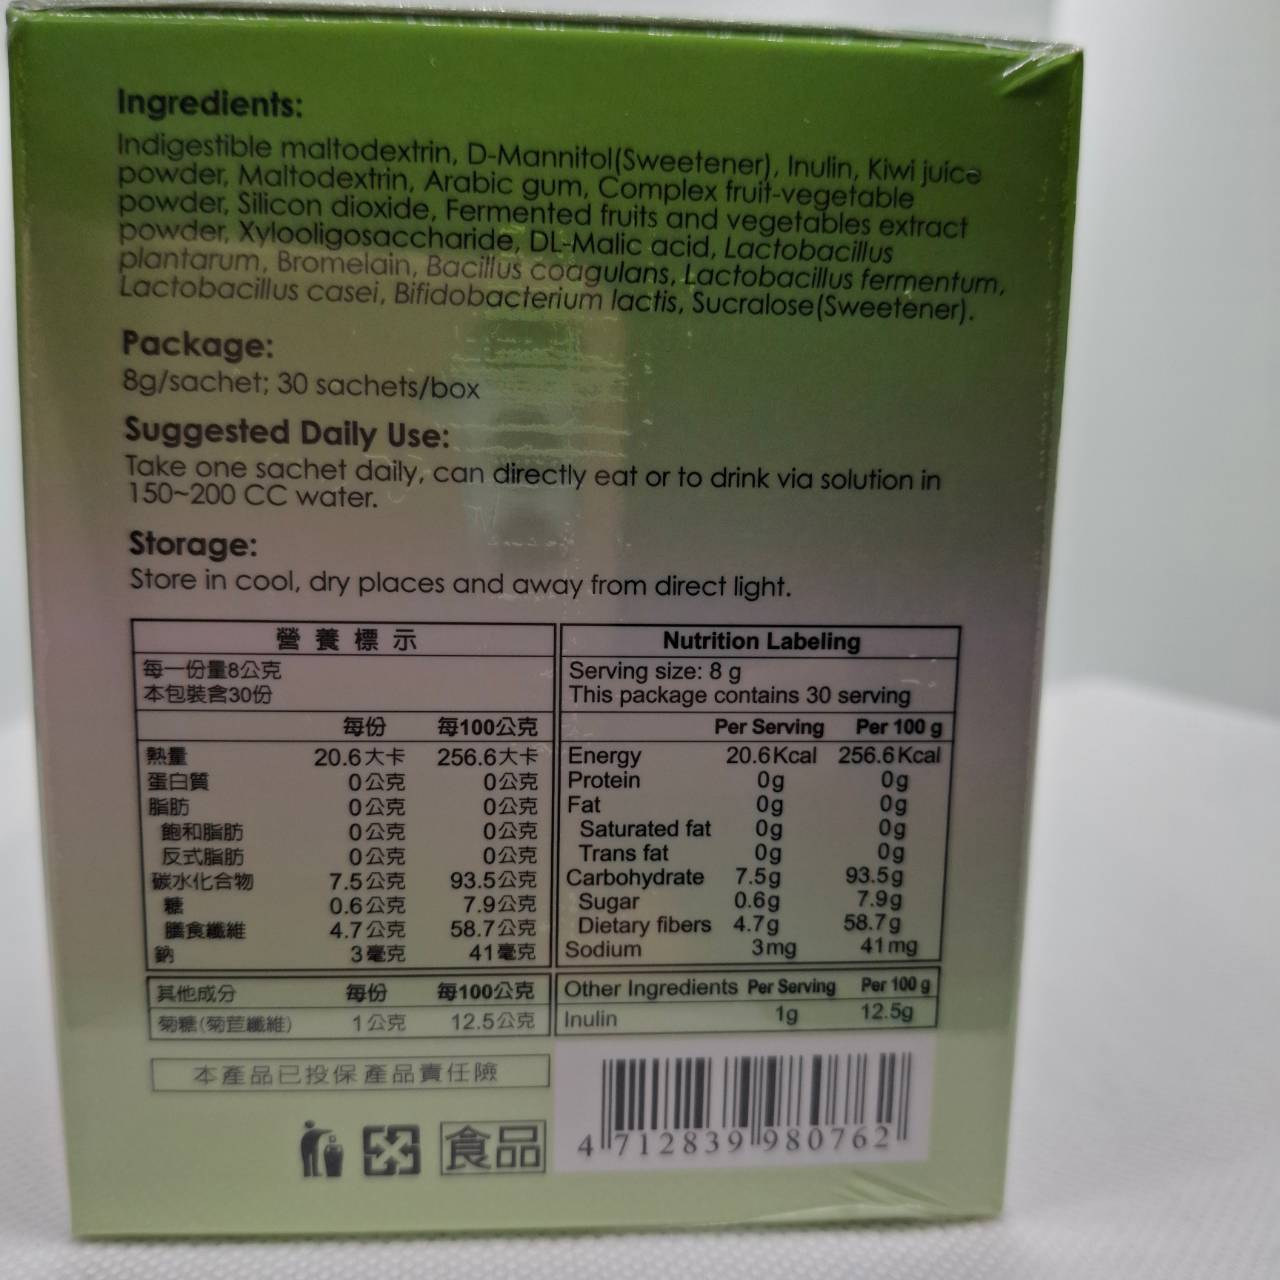 Ingredients:
Indigestible maltodextrin, D-Mannitol(Sweetener), Inulin, Kiwi juice
powder, Maltodextrin, Arabic gum, Complex fruit-vegetable
powder, Silicon dioxide, Fermented fruits and vegetables extract
powder, Xylooligosaccharide, DL-Malic acid, Lactobacillus
plantarum, Bromelain, Bacillus coagulans, Lactobacillus fermentum,
Lactobacillus casei, Bifidobacterium lactis, Sucralose(Sweetener).
Package:
8g/sachet; 30 sachets/box
Suggested Daily Use:
Take one sachet daily, can directly eat or to drink via solution in
150~200 CC water.
Storage:
Store in cool, dry places and away from direct light.
營養標示
每一份量8公克
本包裝含30份
每份 每100公克
熱量 20.6大卡 256.6大卡
蛋白質 0公克 0公克
脂肪 0公克 0公克
飽和脂肪 0公克 0公克
反式脂肪 0公克 0公克
碳水化合物 7.5公克 93.5公克
糖 0.6公克 7.9公克
膳食纖維 4.7公克 58.7公克
鈉 3毫克 41毫克
其他成分 每份 每100公克
菊糖(菊苣纖維) 1公克 12.5公克
Nutrition Labeling
Serving size: 8 g
This package contains 30 serving
Per Serving Per 100 g
Energy 20.6Kcal 256.6Kcal
Protein 0g 0g
Fat 0g 0g
Saturated fat 0g 0g
Trans fat 0g 0g
Carbohydrate 7.5g 93.5g
Sugar 0.6g 7.9g
Dietary fibers 4.7g 58.7g
Sodium 3mg 41mg
Other Ingredients Per Serving Per 100 g
Inulin 1g 12.5g
本產品已投保產品責任險
食品
4 712839 980762